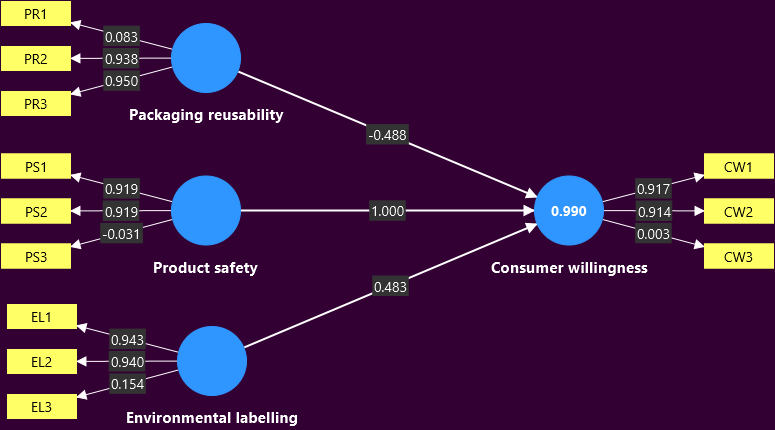 PR1
0.083
PR2
0.938
0.950
PR3
Packaging reusability
-0.488
PS1
0.919
PS2
0.919
-0.031
PS3
Product safety
1.000
0.990
Consumer willingness
0.917
CW1
0.914
CW2
0.003
CW3
0.483
EL1
0.943
EL2
0.940
0.154
EL3
Environmental labelling